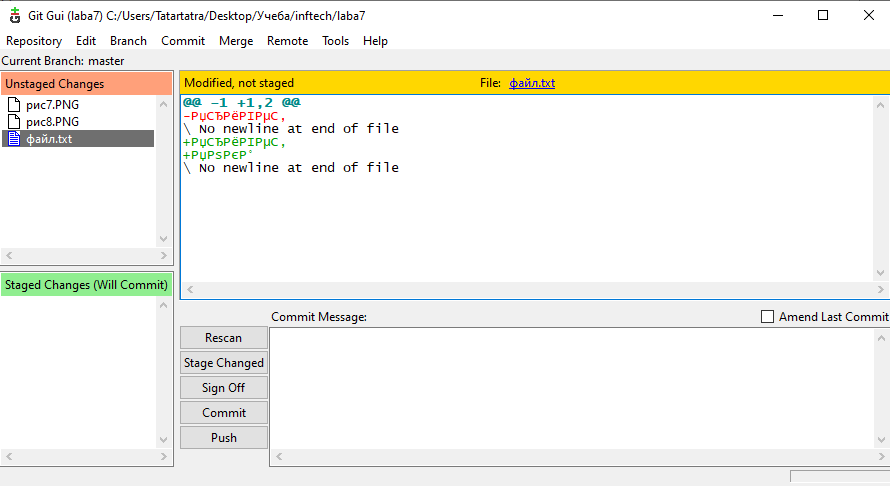 Git Gui (laba7) C:/Users/Tatartatra/Desktop/Учеба/inftech/laba7
Repository Edit Branch Commit Merge Remote Tools Help
Current Branch: master
Unstaged Changes
рис7.PNG
рис8.PNG
файл.txt
Staged Changes (Will Commit)
Modified, not staged File: файл.txt
@@ -1 +1,2 @@
-РџСЂРёРІРµС‚
\ No newline at end of file
+РџСЂРёРІРµС‚
+РџРѕРєР°
\ No newline at end of file
Commit Message: Amend Last Commit
Rescan
Stage Changed
Sign Off
Commit
Push